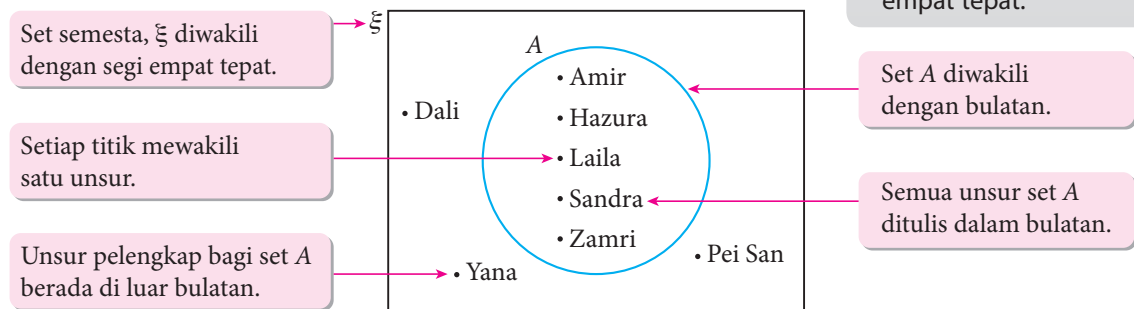 empat tepat.
Set semesta, ξ diwakili
dengan segi empat tepat.
ξ
A
• Amir
• Dali
• Hazura
• Laila
• Sandra
• Zamri
• Pei San
• Yana
Set A diwakili
dengan bulatan.
Setiap titik mewakili
satu unsur.
Semua unsur set A
ditulis dalam bulatan.
Unsur pelengkap bagi set A
berada di luar bulatan.